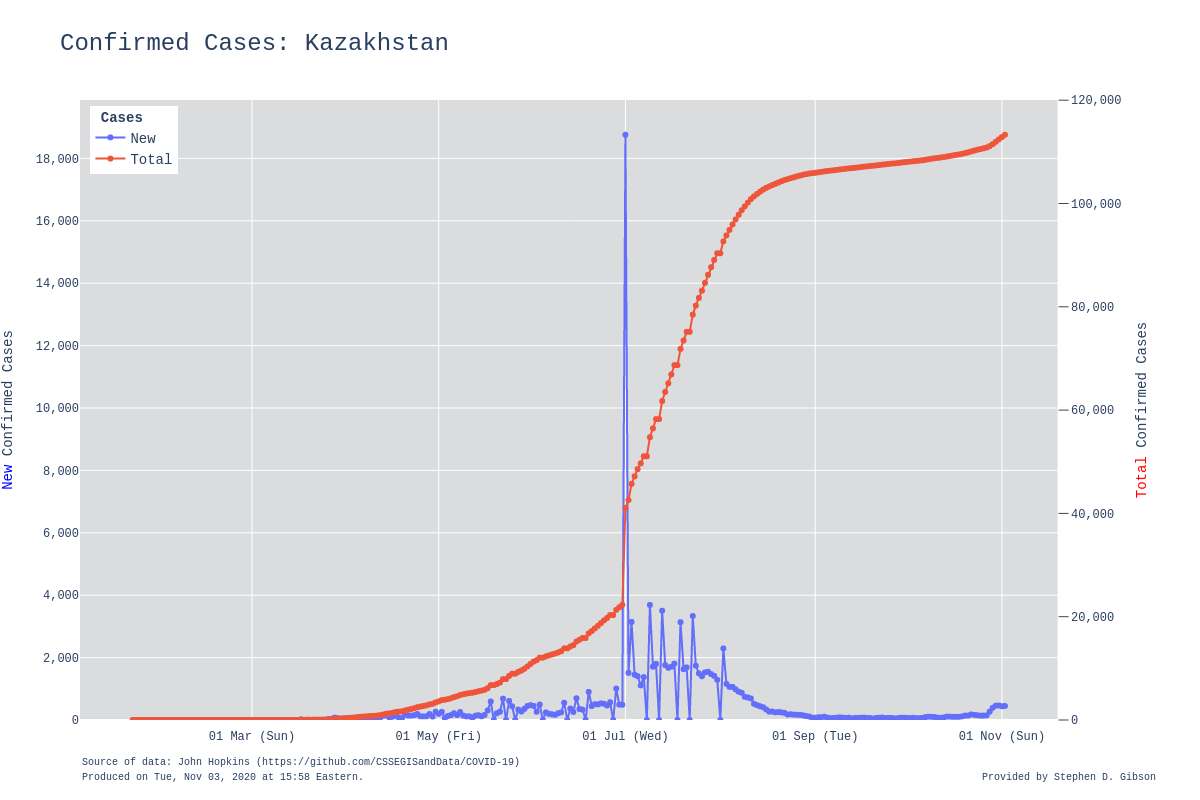 Confirmed Cases: Kazakhstan
Cases
New
Total
18,000
16,000
14,000
12,000
10,000
8,000
6,000
4,000
2,000
0
120,000
100,000
80,000
60,000
40,000
20,000
0
New Confirmed Cases
Total Confirmed Cases
01 Mar (Sun)
01 May (Fri)
01 Jul (Wed)
01 Sep (Tue)
01 Nov (Sun)
Source of data: John Hopkins (https://github.com/CSSEGISandData/COVID-19)
Produced on Tue, Nov 03, 2020 at 15:58 Eastern.
Provided by Stephen D. Gibson